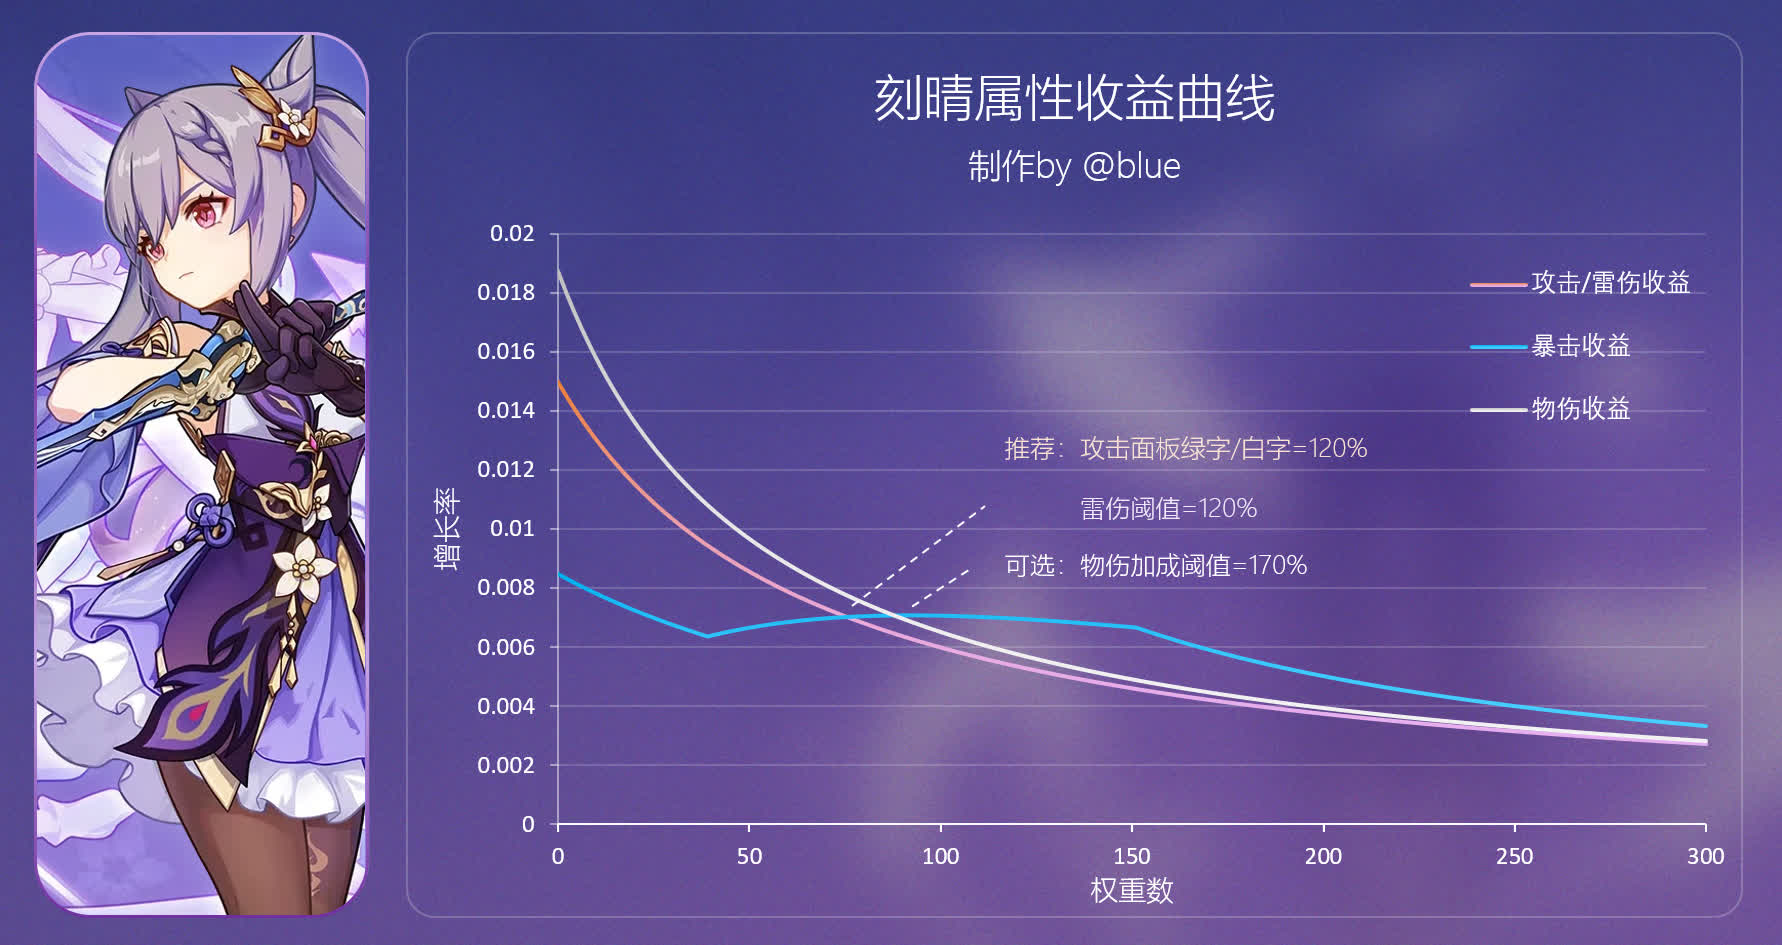 刻晴属性收益曲线
制作by @blue
0.02
0.018
0.016
0.014
0.012
0.01
0.008
0.006
0.004
0.002
0
增长率
攻击/雷伤收益
暴击收益
物伤收益
推荐：攻击面板绿字/白字=120%
雷伤阈值=120%
可选：物伤加成阈值=170%
0 50 100 150 200 250 300
权重数